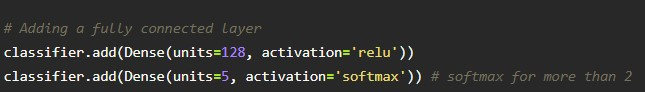 # Adding a fully connected layer
classifier.add(Dense(units=128, activation='relu'))
classifier.add(Dense(units=5, activation='softmax')) # softmax for more than 2